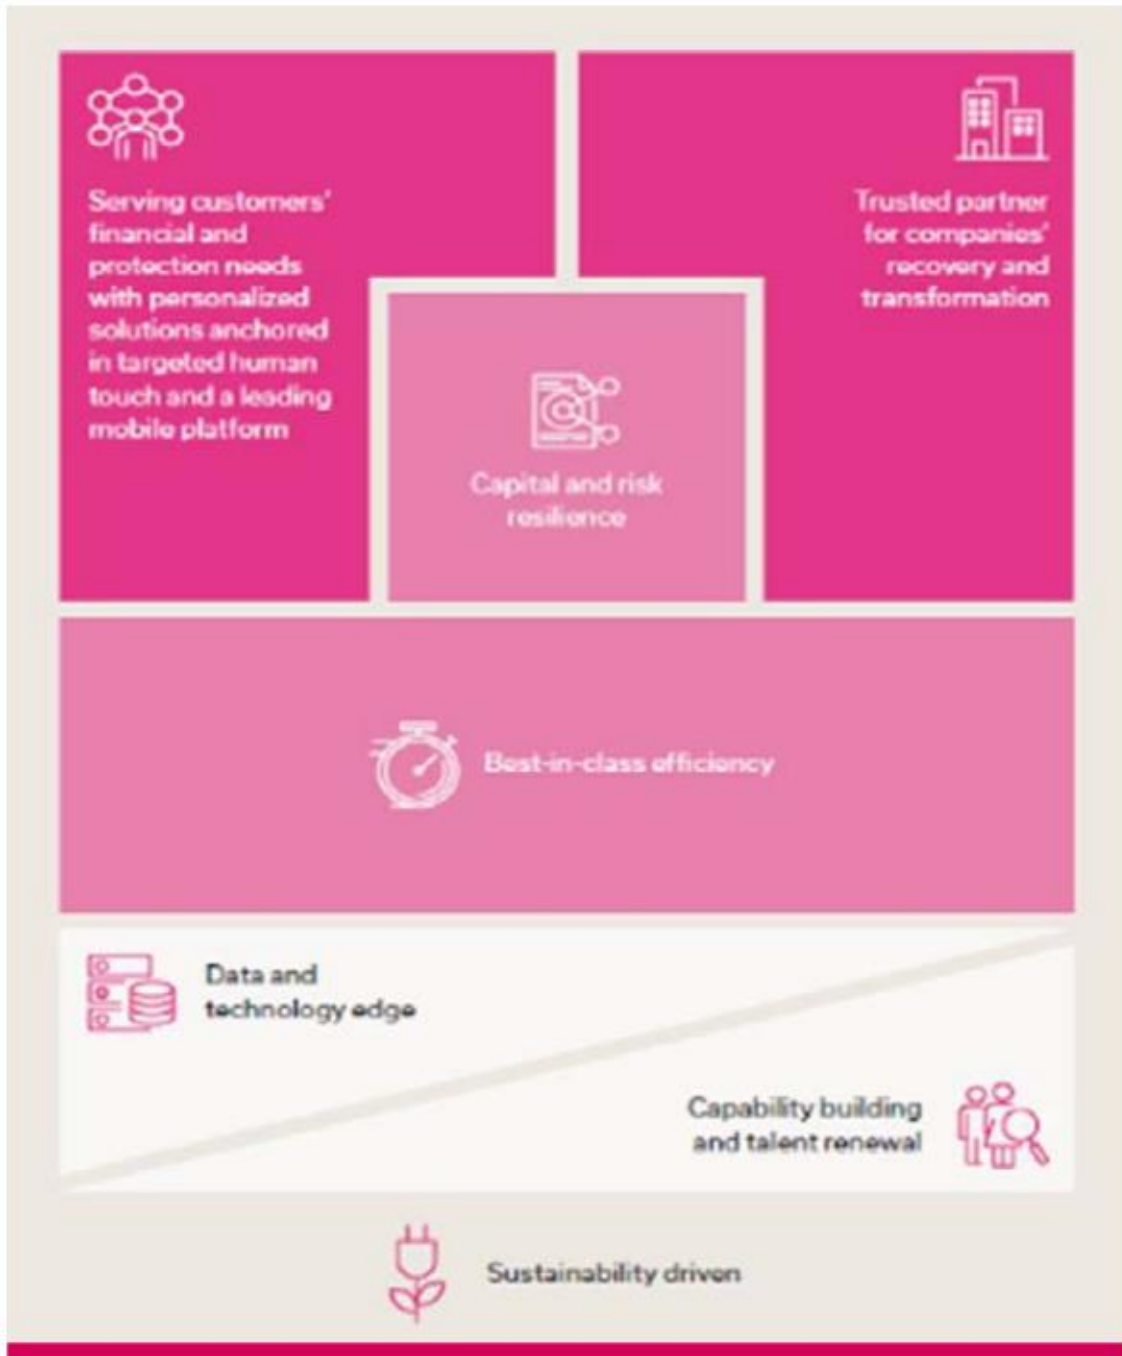 Serving customers'
financial and
protection needs
with personalized
solutions anchored
in targeted human
touch and a leading
mobile platform
Trusted partner
for companies'
recovery and
transformation
Capital and risk
resilience
Best-in-class efficiency
Data and
technology edge
Capability building
and talent renewal
Sustainability driven